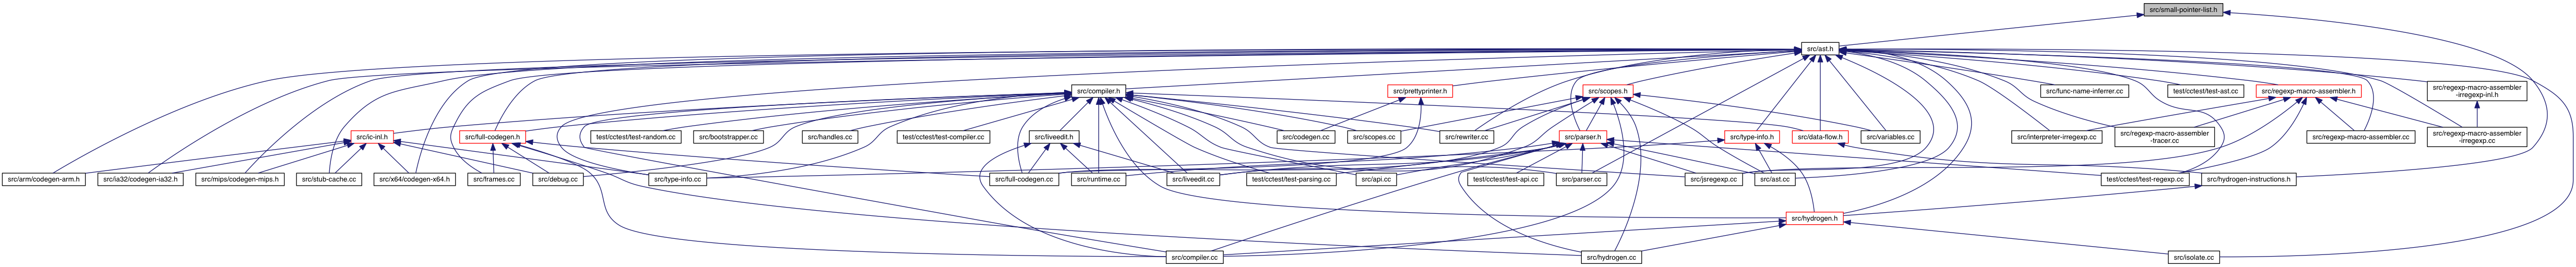 src/small-pointer-list.h
src/ast.h
src/compiler.h
src/prettyprinter.h
src/scopes.h
src/func-name-inferrer.cc
test/cctest/test-ast.cc
src/regexp-macro-assembler.h
src/regexp-macro-assembler
-irregexp-inl.h
src/ic-inl.h
src/full-codegen.h
test/cctest/test-random.cc
src/bootstrapper.cc
src/handles.cc
test/cctest/test-compiler.cc
src/liveedit.h
src/codegen.cc
src/scopes.cc
src/rewriter.cc
src/parser.h
src/type-info.h
src/data-flow.h
src/variables.cc
src/interpreter-irregexp.cc
src/regexp-macro-assembler
-tracer.cc
src/regexp-macro-assembler.cc
src/regexp-macro-assembler
-irregexp.cc
src/arm/codegen-arm.h
src/ia32/codegen-ia32.h
src/mips/codegen-mips.h
src/stub-cache.cc
src/x64/codegen-x64.h
src/frames.cc
src/debug.cc
src/type-info.cc
src/full-codegen.cc
src/runtime.cc
src/liveedit.cc
test/cctest/test-parsing.cc
src/api.cc
test/cctest/test-api.cc
src/parser.cc
src/jsregexp.cc
src/ast.cc
test/cctest/test-regexp.cc
src/hydrogen-instructions.h
src/hydrogen.h
src/compiler.cc
src/hydrogen.cc
src/isolate.cc